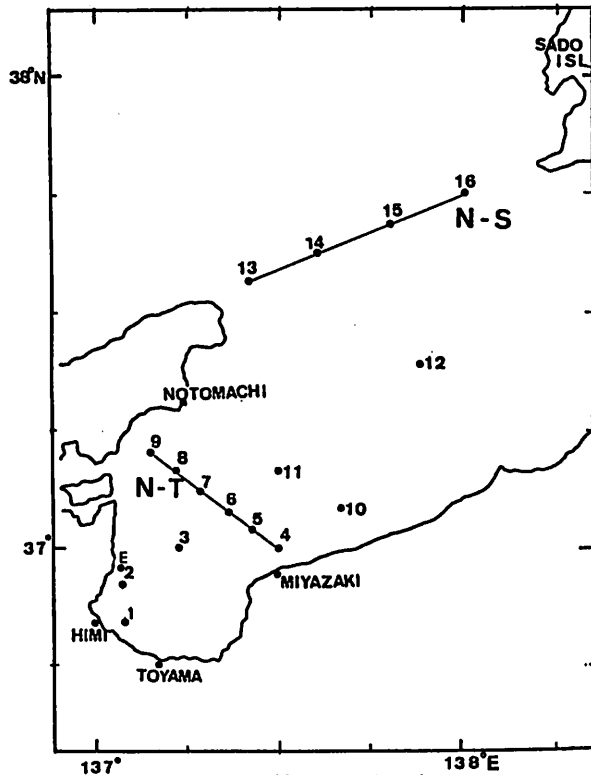 SADO
ISL.
38°N
16
15
N-S
14
13
12
NOTOMACHI
9
8
11
7
N-T
6
10
5
4
3
37°
E
2
MIYAZAKI
1
HIMI
TOYAMA
137°
138°E